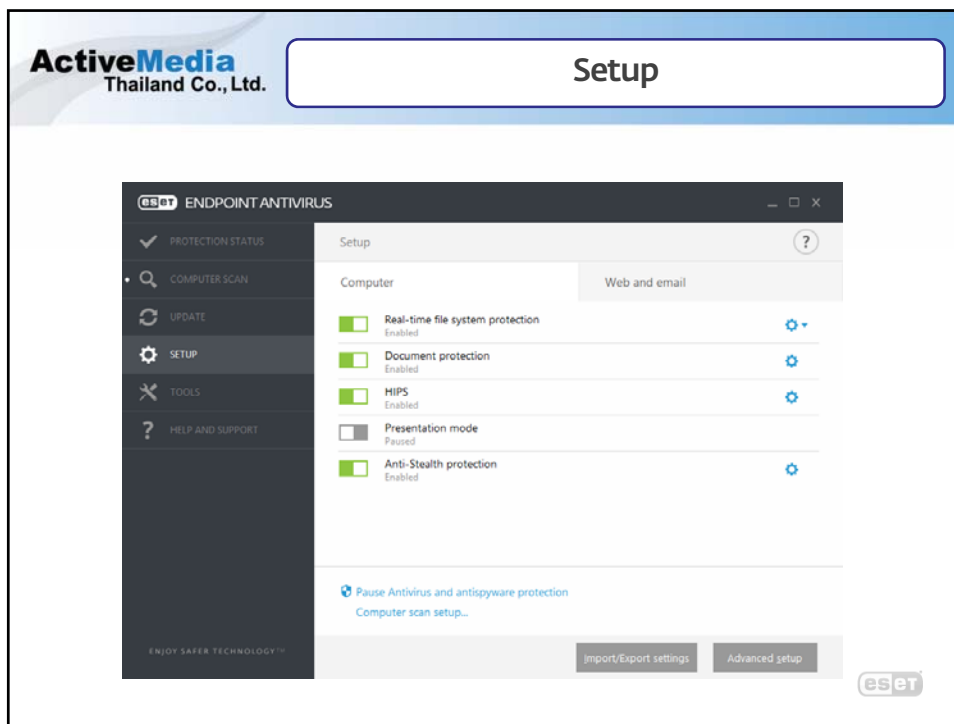 ActiveMedia
Thailand Co., Ltd.
Setup
eset ENDPOINT ANTIVIRUS
PROTECTION STATUS
COMPUTER SCAN
UPDATE
SETUP
TOOLS
HELP AND SUPPORT
ENJOY SAFER TECHNOLOGY™
Setup
?
Computer
Web and email
Real-time file system protection
Enabled
Document protection
Enabled
HIPS
Enabled
Presentation mode
Paused
Anti-Stealth protection
Enabled
Pause Antivirus and antispyware protection
Computer scan setup...
Import/Export settings
Advanced setup
eset